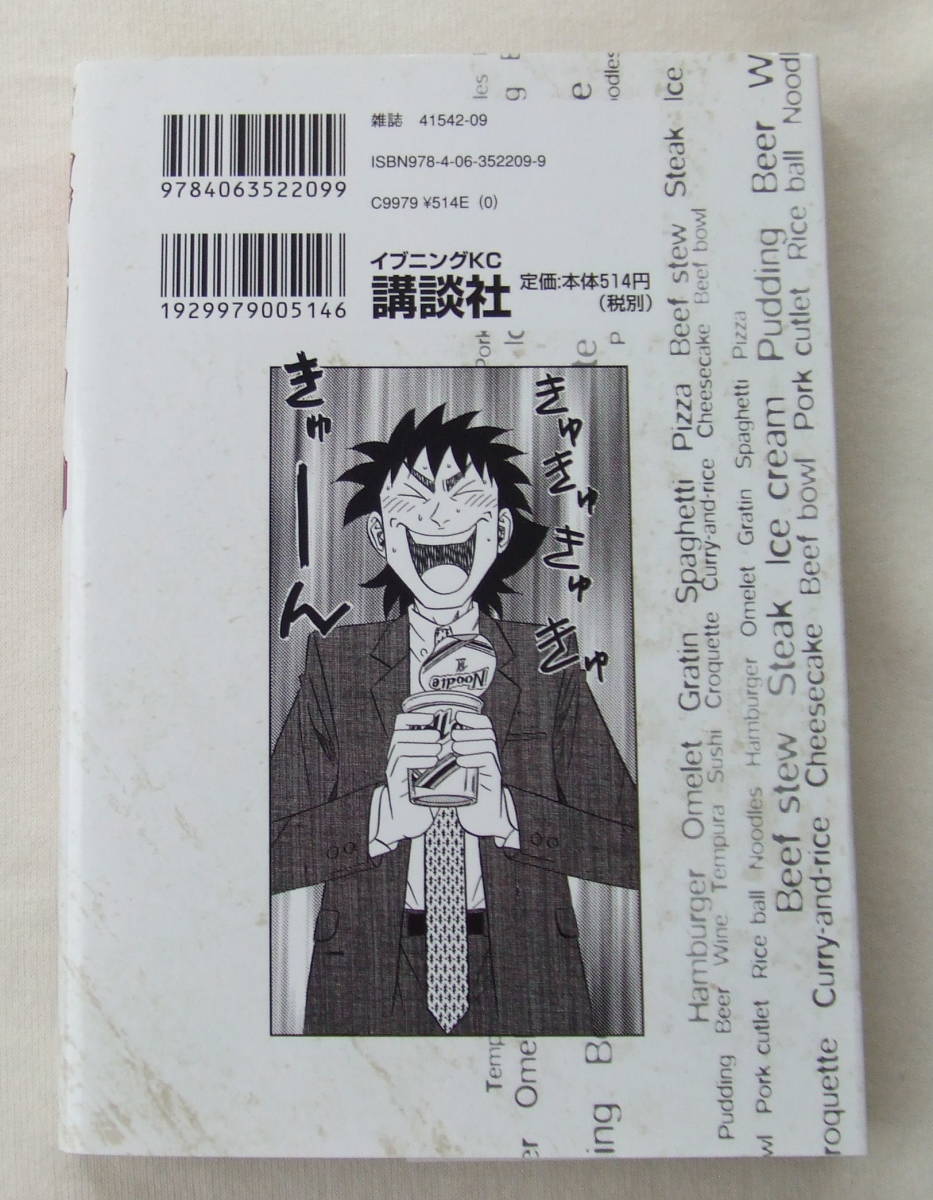 雑誌 41542-09
ISBN978-4-06-352209-9
C9979 ¥514E (0)
9784063522099
1929979005146
イブニングKC
講談社
定価:本体514円
(税別)
きゅきゅきゅきゅ
きゅーん
Noodle
Hamburger Omelet Gratin Spaghetti Pizza Beef stew Steak Ice
Pudding Beer Wine Tempura Sushi Croquette Curry-and-rice Cheesecake Beef bowl
Pork cutlet Rice ball Noodles Hamburger Omelet Gratin Spaghetti Pizza
Beef stew Steak Ice cream Pudding Beer W
Curry-and-rice Cheesecake Beef bowl Pork cutlet Rice ball Noodl